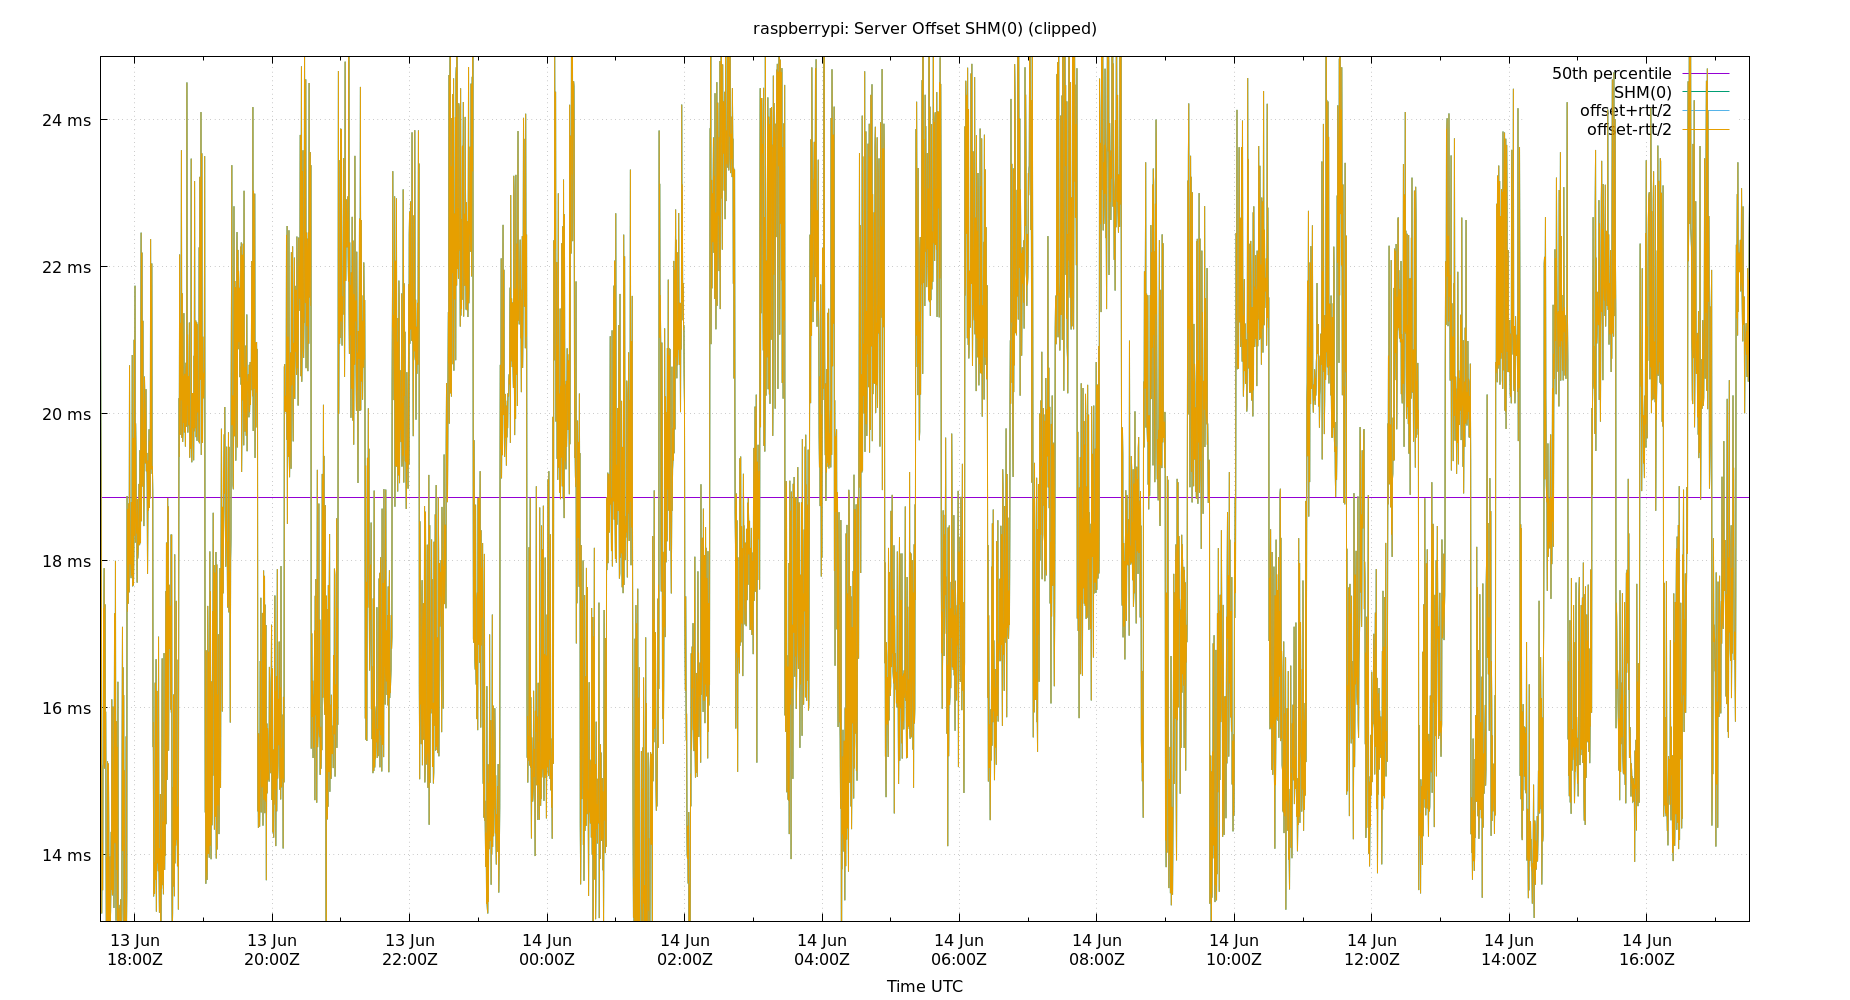 raspberrypi: Server Offset SHM(0) (clipped)
50th percentile
SHM(0)
offset+rtt/2
offset-rtt/2
24 ms
22 ms
20 ms
18 ms
16 ms
14 ms
13 Jun 13 Jun 13 Jun 14 Jun 14 Jun 14 Jun 14 Jun 14 Jun 14 Jun 14 Jun 14 Jun 14 Jun
18:00Z 20:00Z 22:00Z 00:00Z 02:00Z 04:00Z 06:00Z 08:00Z 10:00Z 12:00Z 14:00Z 16:00Z
Time UTC